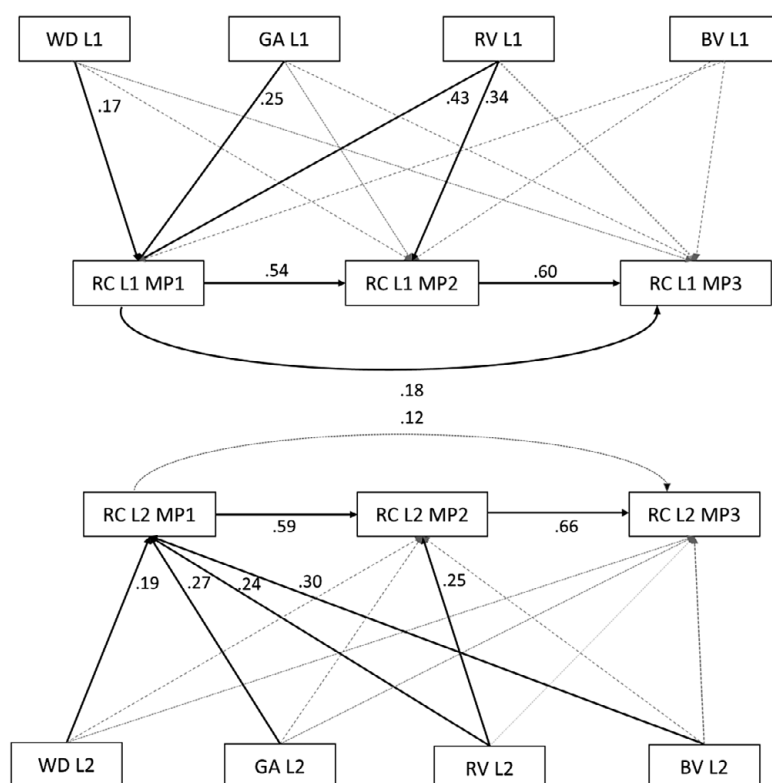 WD L1 GA L1 RV L1 BV L1
.17 .25 .43 .34
RC L1 MP1 .54 RC L1 MP2 .60 RC L1 MP3
.18
.12
RC L2 MP1 .59 RC L2 MP2 .66 RC L2 MP3
.19 .27 .24 .30 .25
WD L2 GA L2 RV L2 BV L2